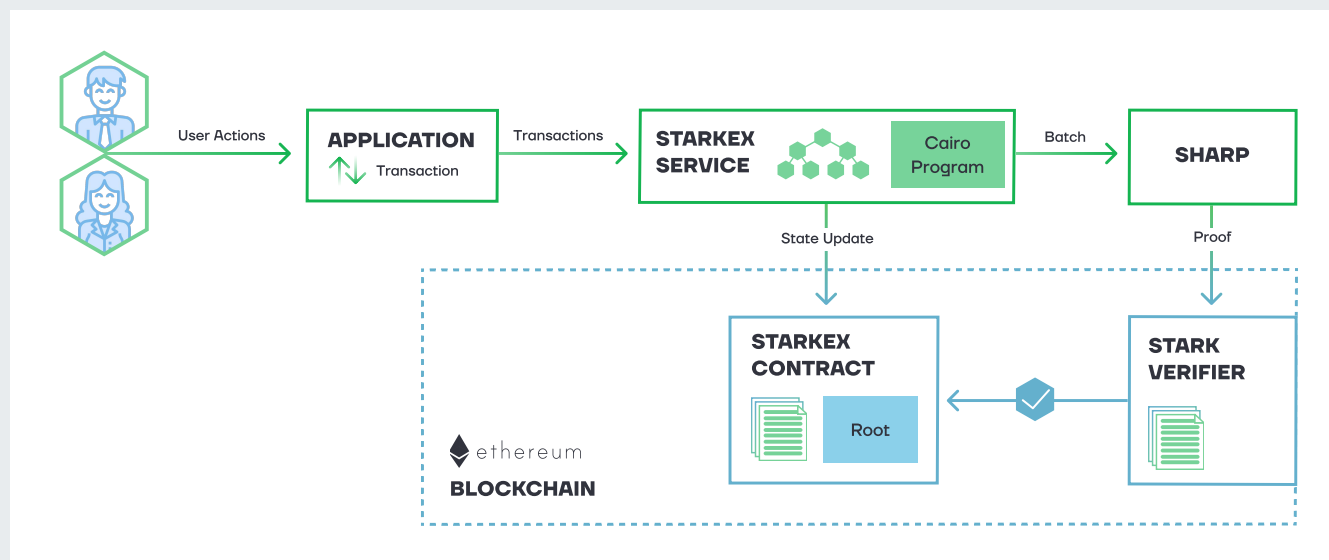 User Actions
APPLICATION
Transaction
Transactions
STARKEX
SERVICE
Cairo
Program
Batch
SHARP
State Update
Proof
STARKEX
CONTRACT
Root
STARK
VERIFIER
ethereum
BLOCKCHAIN